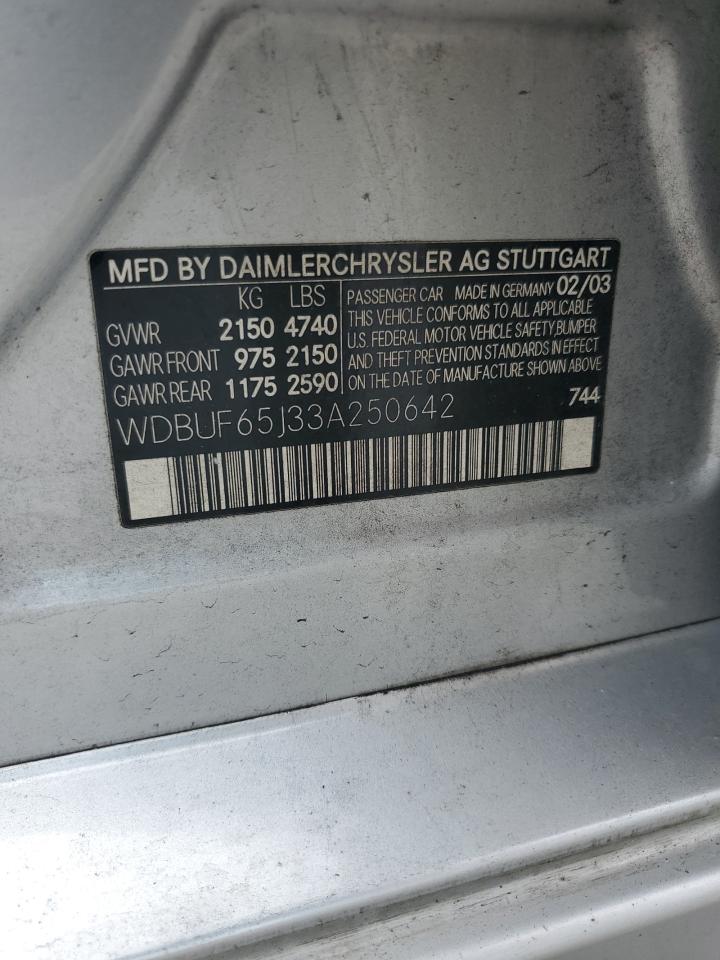 MFD BY DAIMLERCHRYSLER AG STUTTGART
KG LBS
GVWR 2150 4740
GAWR FRONT 975 2150
GAWR REAR 1175 2590
PASSENGER CAR MADE IN GERMANY 02/03
THIS VEHICLE CONFORMS TO ALL APPLICABLE
U.S. FEDERAL MOTOR VEHICLE SAFETY,BUMPER
AND THEFT PREVENTION STANDARDS IN EFFECT
ON THE DATE OF MANUFACTURE SHOWN ABOVE
744
WDBUF65J33A250642